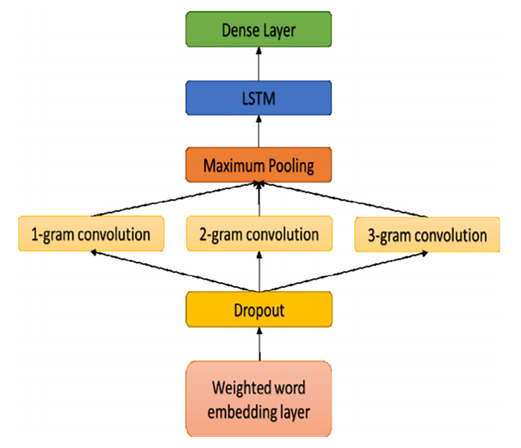 Dense Layer
LSTM
Maximum Pooling
1-gram convolution
2-gram convolution
3-gram convolution
Dropout
Weighted word
embedding layer